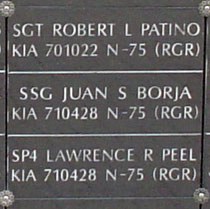 SGT ROBERT L PATINO
KIA 701022 N-75 (RGR)
SSG JUAN S BORJA
KIA 710428 N-75 (RGR)
SP4 LAWRENCE R PEEL
KIA 710428 N-75 (RGR)